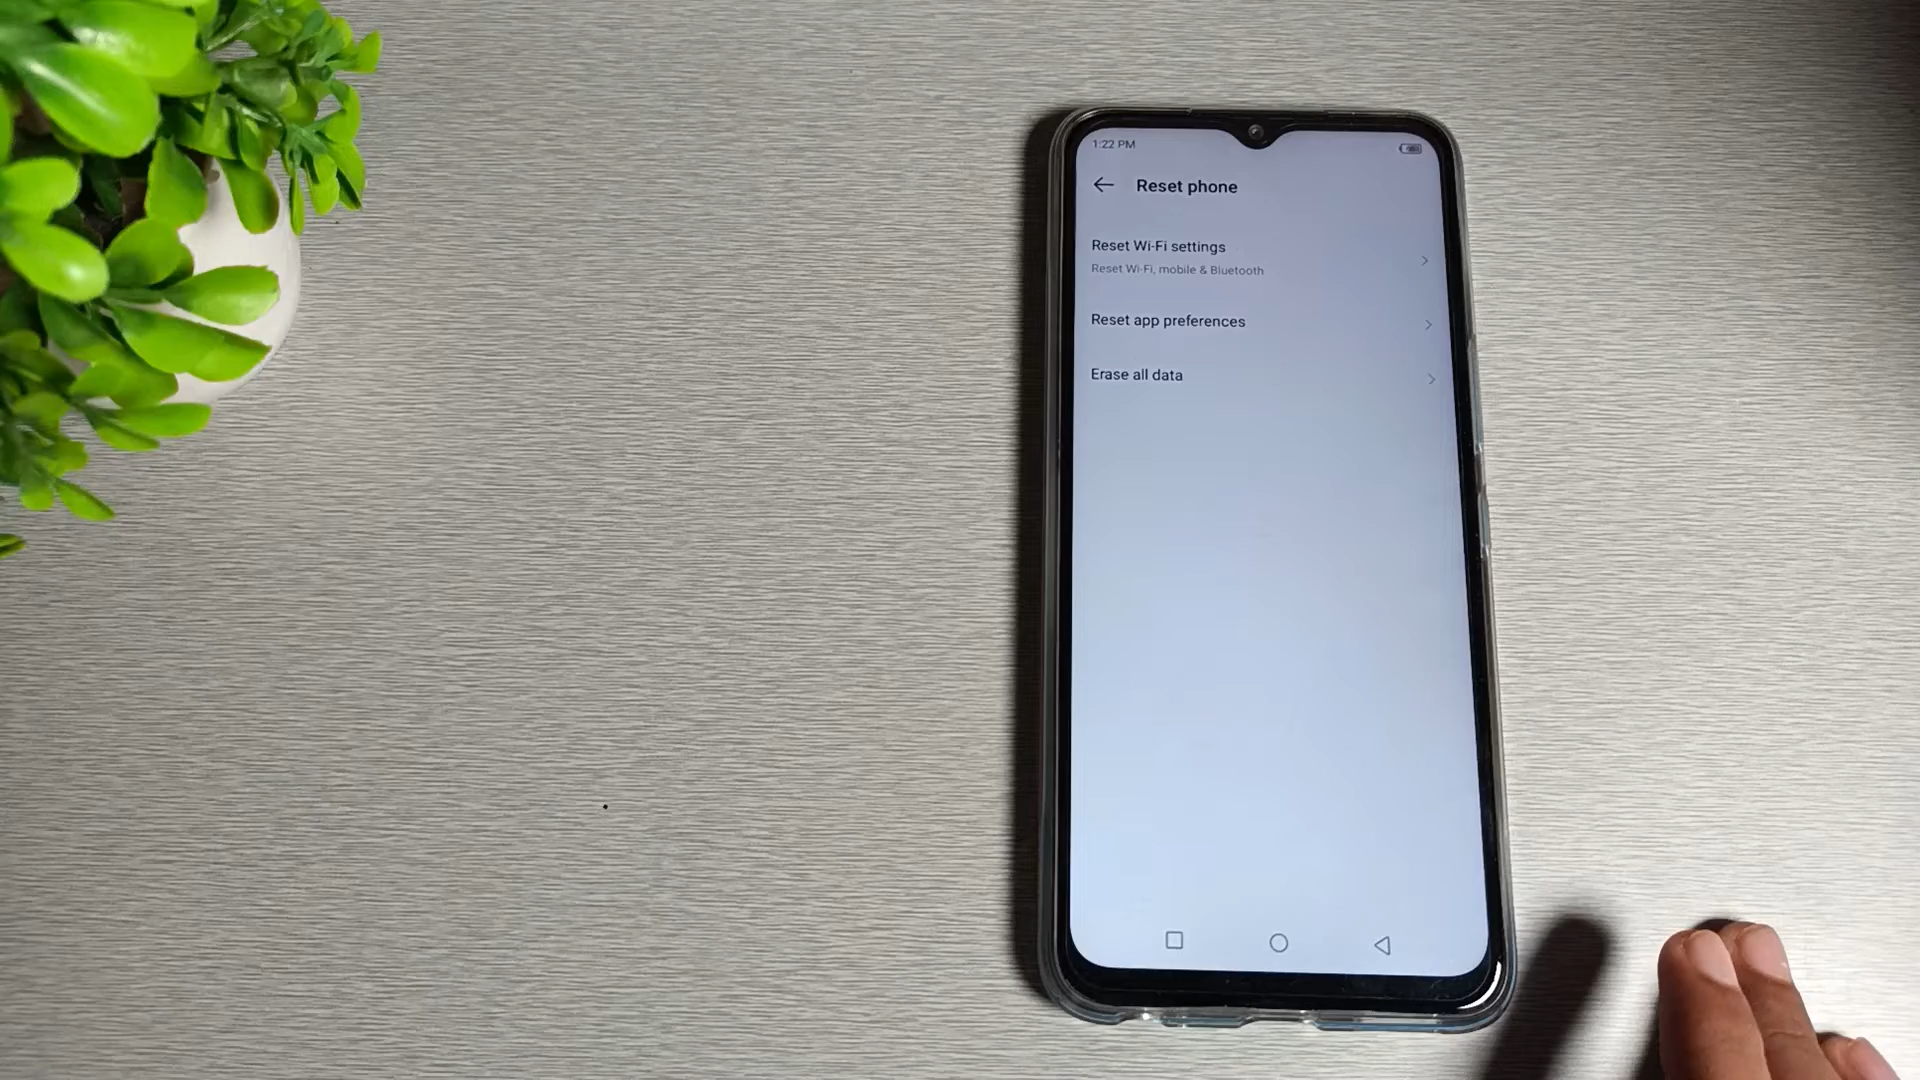 1:22 PM
Reset phone
Reset Wi-Fi settings
Reset Wi-Fi, mobile & Bluetooth
Reset app preferences
Erase all data